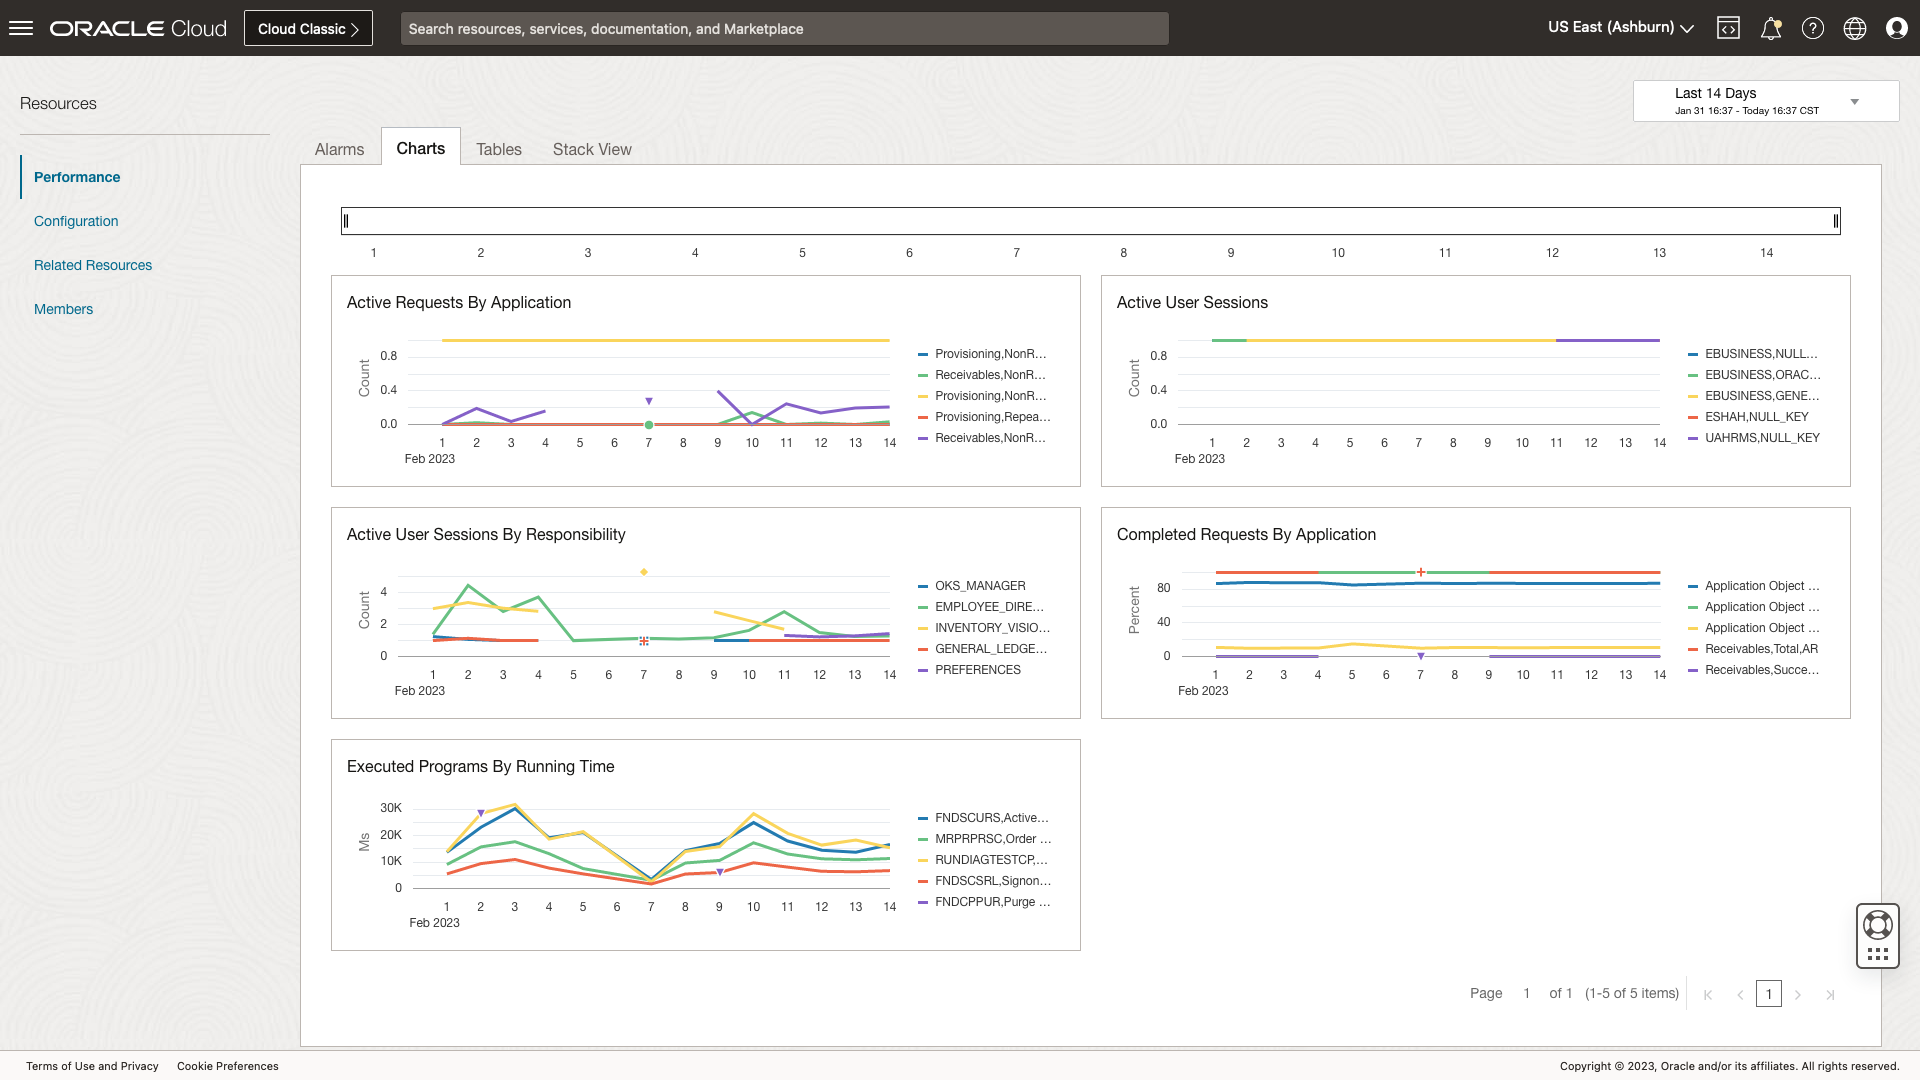 ORACLE Cloud
Cloud Classic
Search resources, services, documentation, and Marketplace
US East (Ashburn)
Resources
Performance
Configuration
Related Resources
Members
Last 14 Days
Jan 31 16:37 - Today 16:37 CST
Alarms Charts Tables Stack View
1 2 3 4 5 6 7 8 9 10 11 12 13 14
Active Requests By Application
Count
0.8
0.4
0.0
1 2 3 4 5 6 7 8 9 10 11 12 13 14
Feb 2023
Provisioning,NonR...
Receivables,NonR...
Provisioning,NonR...
Provisioning,Repea...
Receivables,NonR...
Active User Sessions
Count
0.8
0.4
0.0
1 2 3 4 5 6 7 8 9 10 11 12 13 14
Feb 2023
EBUSINESS,NULL...
EBUSINESS,ORAC...
EBUSINESS,GENE...
ESHAH,NULL_KEY
UAHRMS,NULL_KEY
Active User Sessions By Responsibility
Count
4
2
0
1 2 3 4 5 6 7 8 9 10 11 12 13 14
Feb 2023
OKS_MANAGER
EMPLOYEE_DIRE...
INVENTORY_VISIO...
GENERAL_LEDGE...
PREFERENCES
Completed Requests By Application
Percent
80
40
0
1 2 3 4 5 6 7 8 9 10 11 12 13 14
Feb 2023
Application Object ...
Application Object ...
Application Object ...
Receivables,Total,AR
Receivables,Succe...
Executed Programs By Running Time
Ms
30K
20K
10K
0
1 2 3 4 5 6 7 8 9 10 11 12 13 14
Feb 2023
FNDSCURS,Active...
MRPRPRSC,Order ...
RUNDIAGTESTCP,...
FNDSCSRL,Signon...
FNDCPPUR,Purge ...
Page 1 of 1 (1-5 of 5 items) 1
Terms of Use and Privacy Cookie Preferences
Copyright © 2023, Oracle and/or its affiliates. All rights reserved.